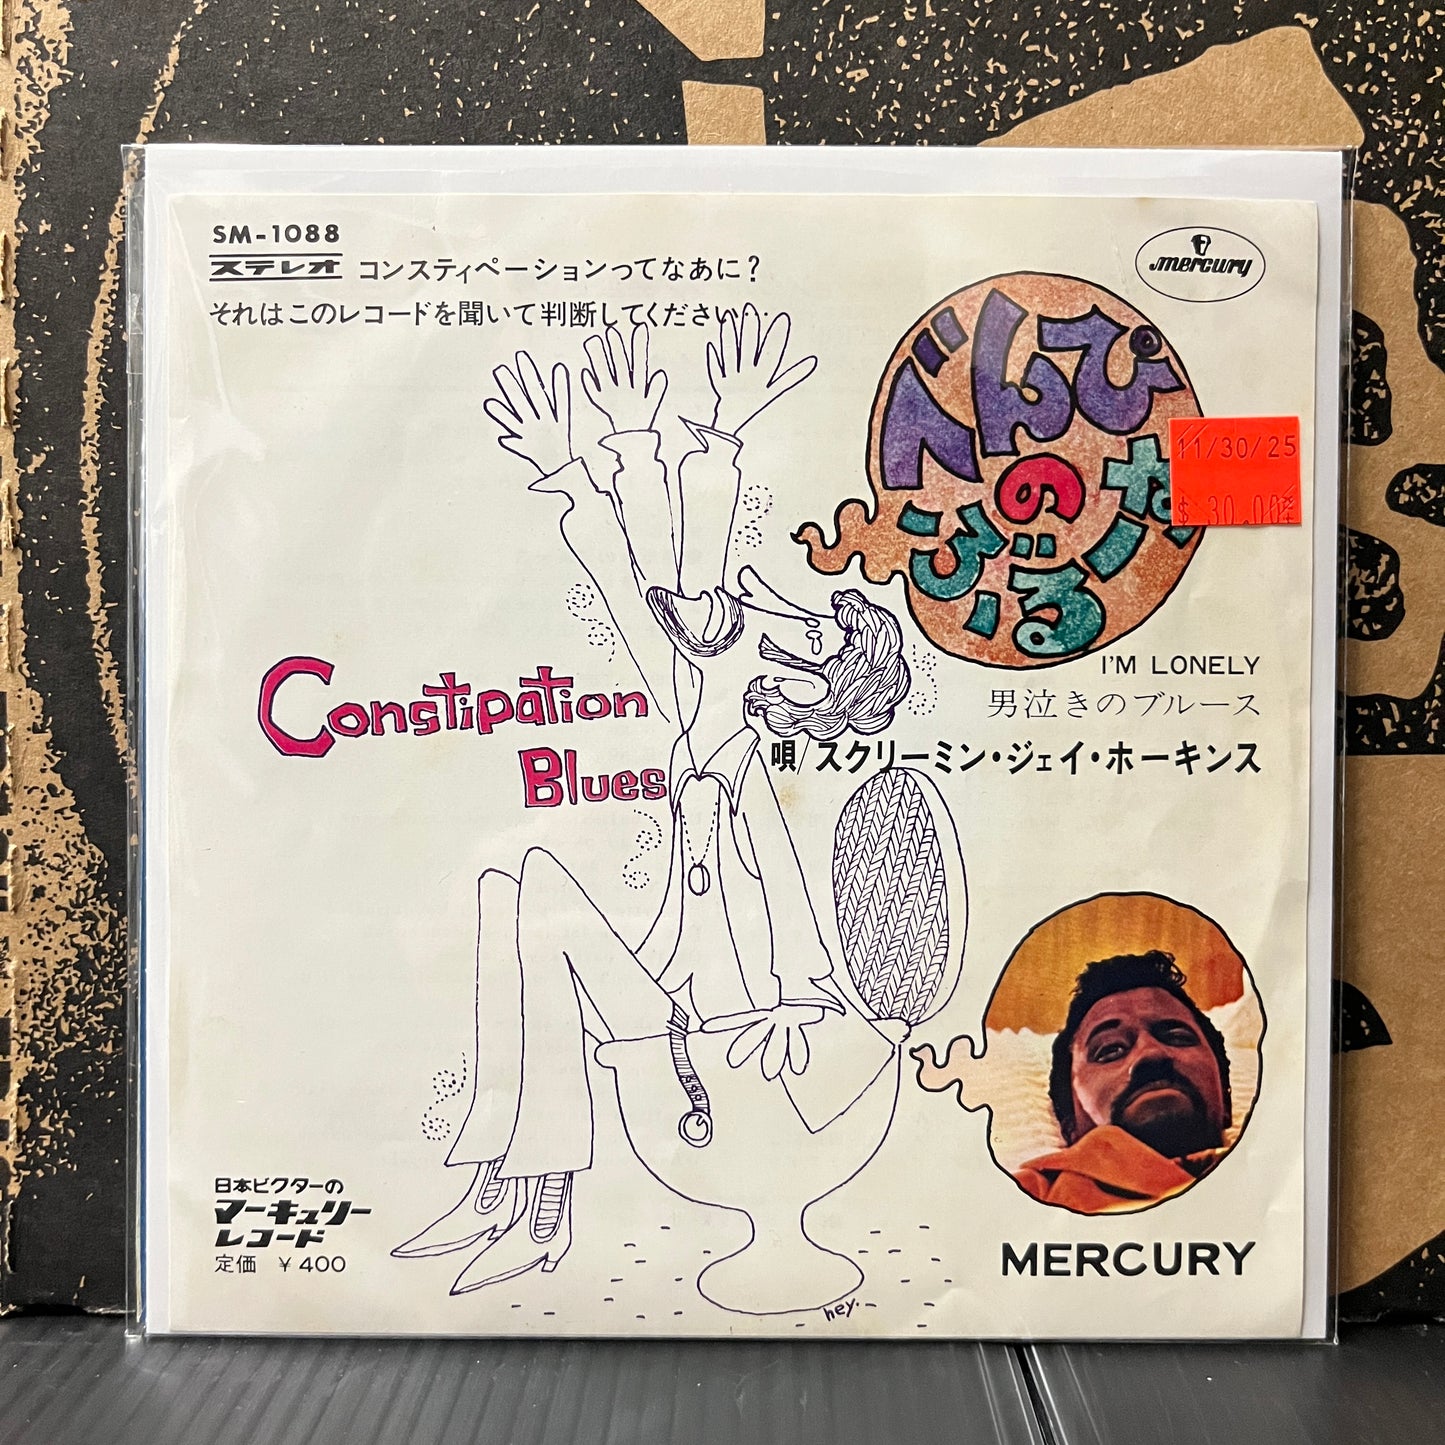 SM-1088
ステレオ コンスティペーションってなあに?
それはこのレコードを聞いて判断してください…
mercury
でんぴ
の
ぶるーす
11/30/25
$ 30.00
I'M LONELY
男泣きのブルース
唄/スクリーミン・ジェイ・ホーキンス
Constipation
Blues
日本ビクターの
マーキュリー
レコード
定価 ¥400
MERCURY
hey.